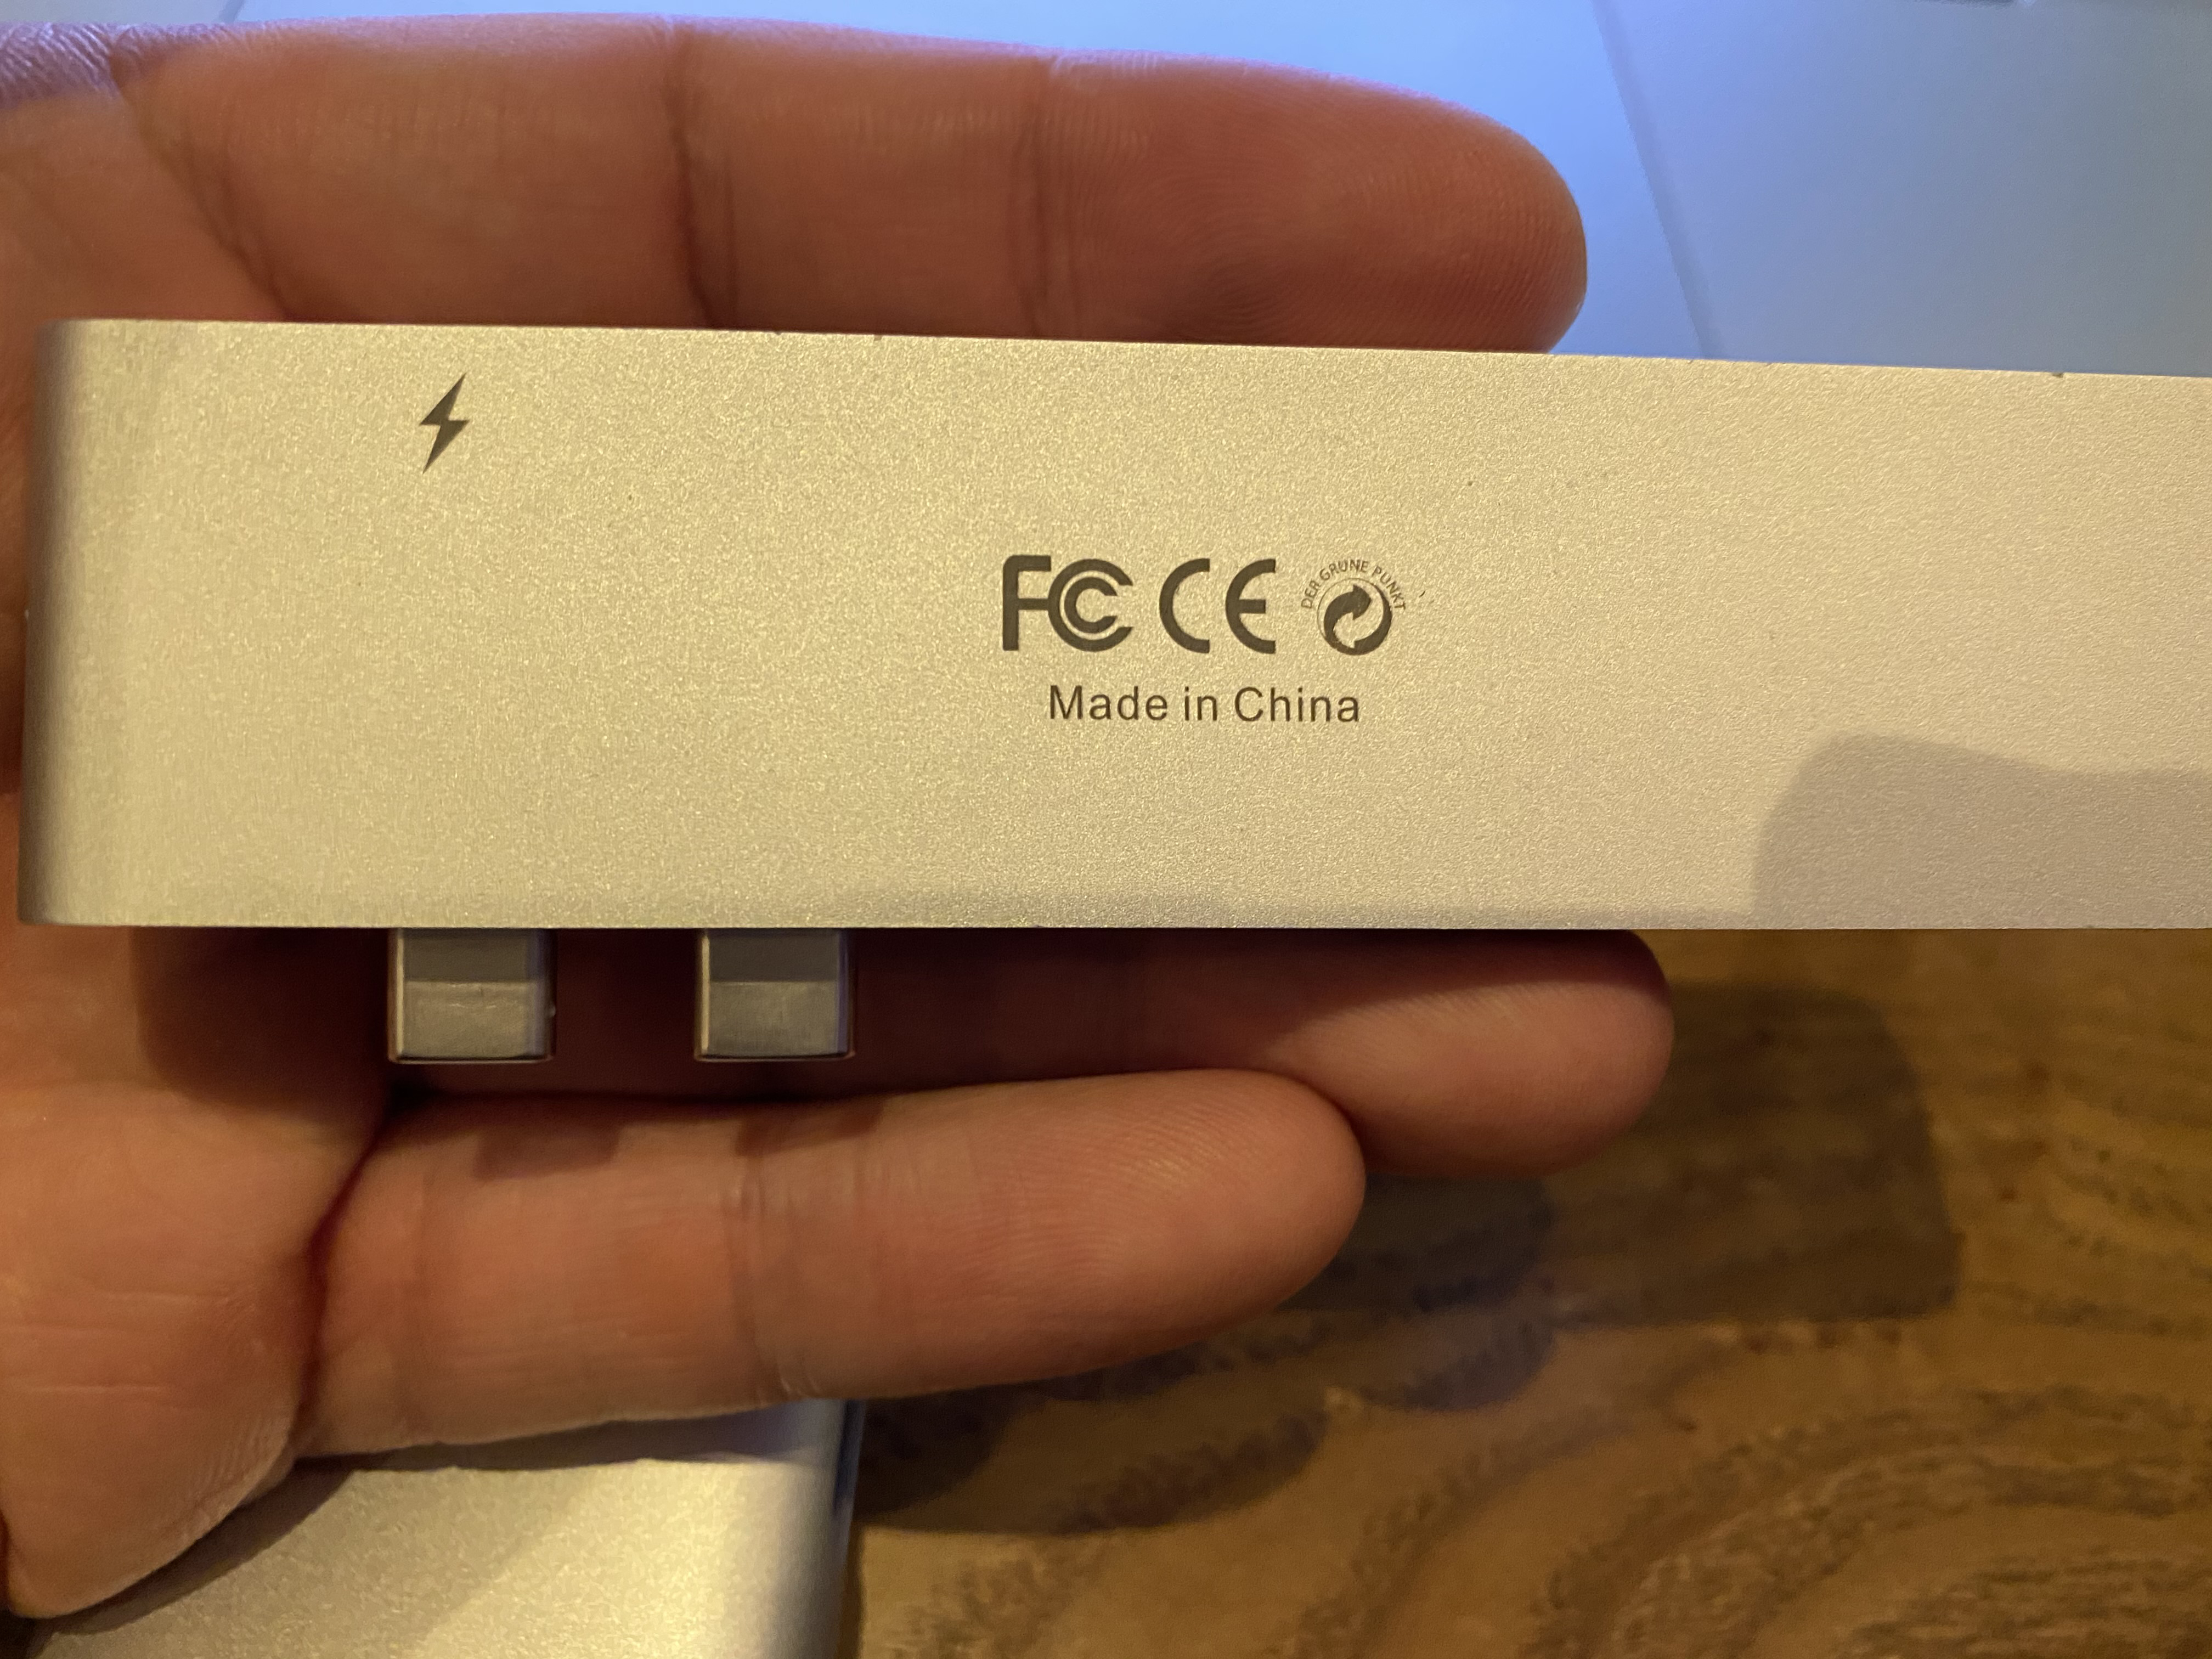 FC CE DER GRÜNE PUNKT
Made in China